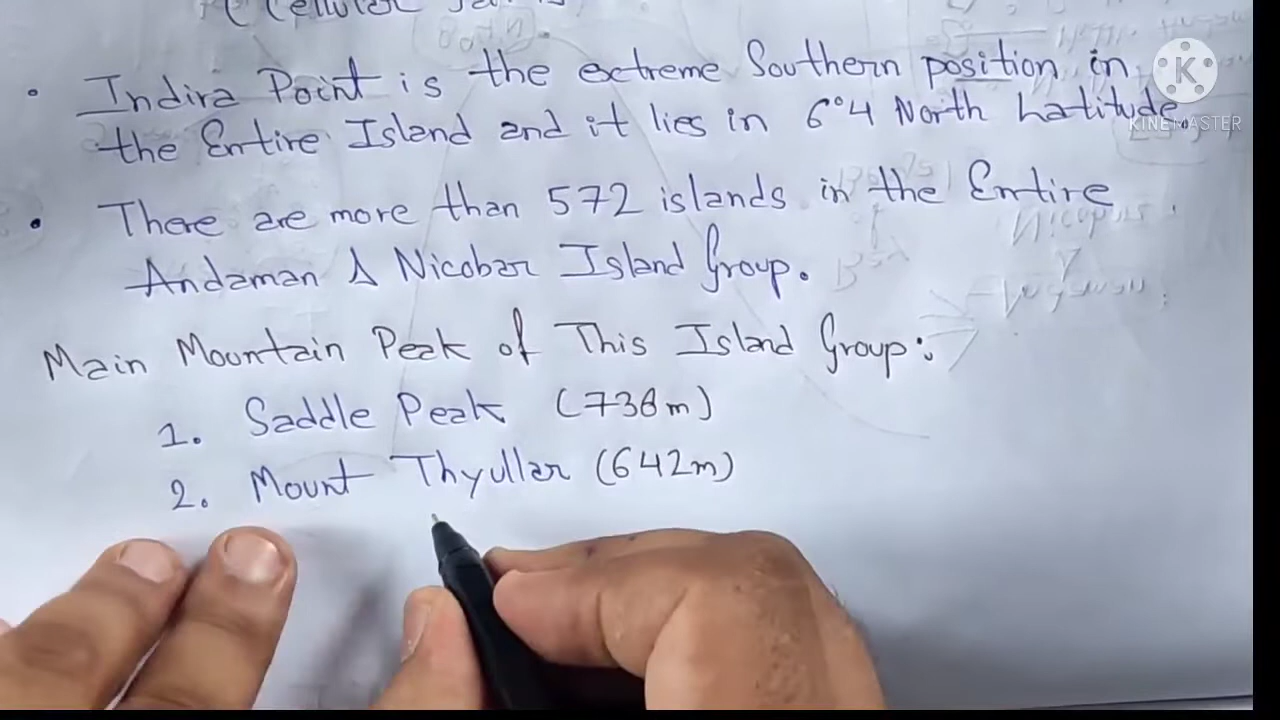 (Cellular Jail
• Indira Point is the extreme Southern position in
the Entire Island and it lies in 6°4 North Latitude.
• There are more than 572 islands in the Entire
Andaman & Nicobar Island Group.
Main Mountain Peak of This Island Group:
1. Saddle Peak (738m)
2. Mount Thyullar (642m)
K
KINEMASTER